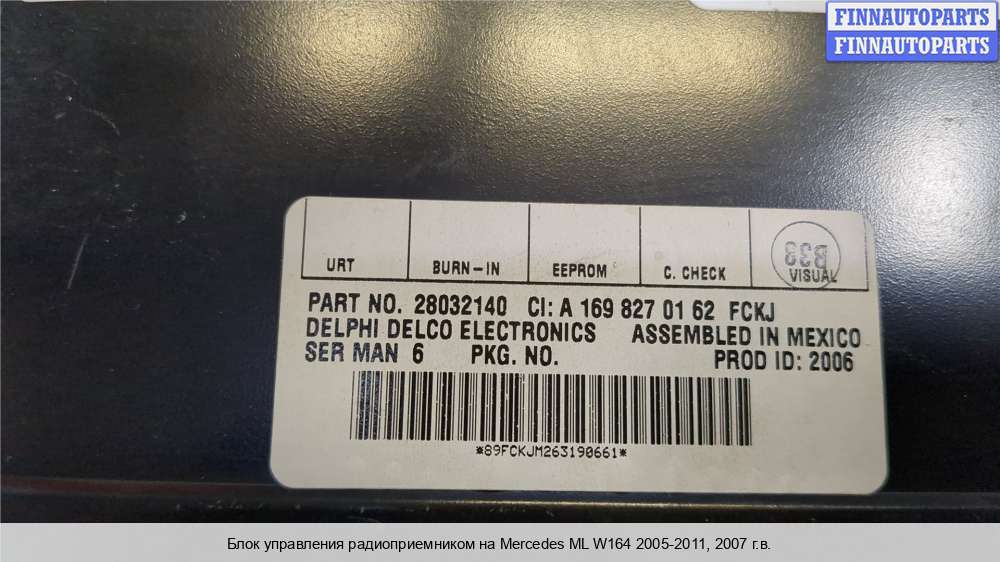 FINNAUTOPARTS
FINNAUTOPARTS
URT BURN-IN EEPROM C. CHECK VISUAL
B38
PART NO. 28032140 CI: A 169 827 01 62 FCKJ
DELPHI DELCO ELECTRONICS ASSEMBLED IN MEXICO
SER MAN 6 PKG. NO. PROD ID: 2006
*89FCKJM263190661*
Блок управления радиоприемником на Mercedes ML W164 2005-2011, 2007 г.в.